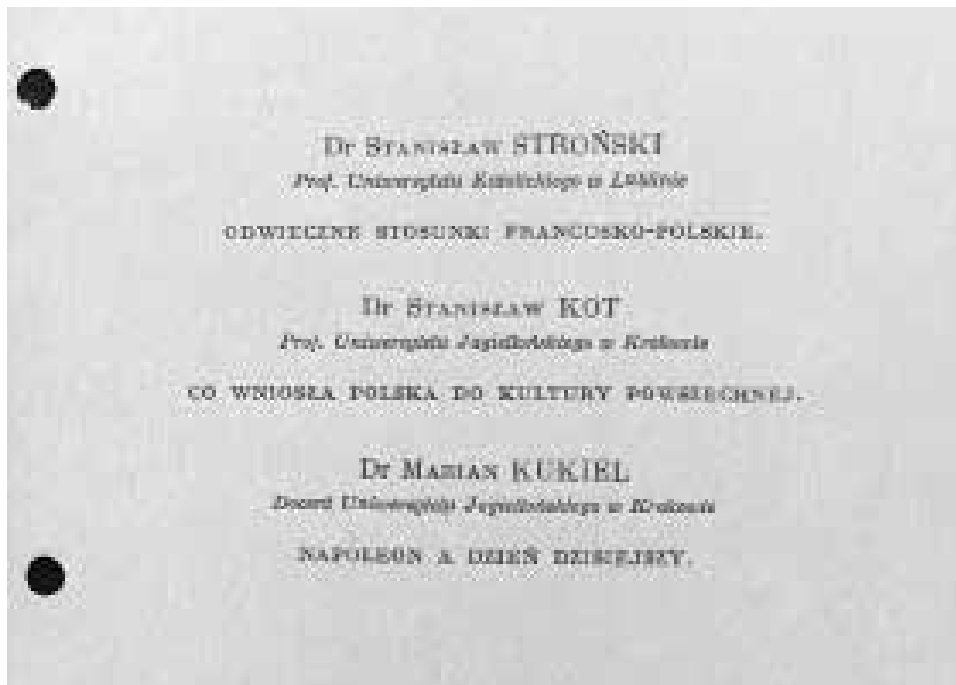 Dr Stanisław STROŃSKI
Prof. Uniwersytetu Katolickiego w Lublinie
ODWIECZNE STOSUNKI FRANCUSKO-POLSKIE.
Dr Stanisław KOT
Prof. Uniwersytetu Jagiellońskiego w Krakowie
CO WNIOSŁA POLSKA DO KULTURY POWSZECHNEJ.
Dr Marian KUKIEL
Docent Uniwersytetu Jagiellońskiego w Krakowie
NAPOLEON A DZIEŃ DZISIEJSZY.